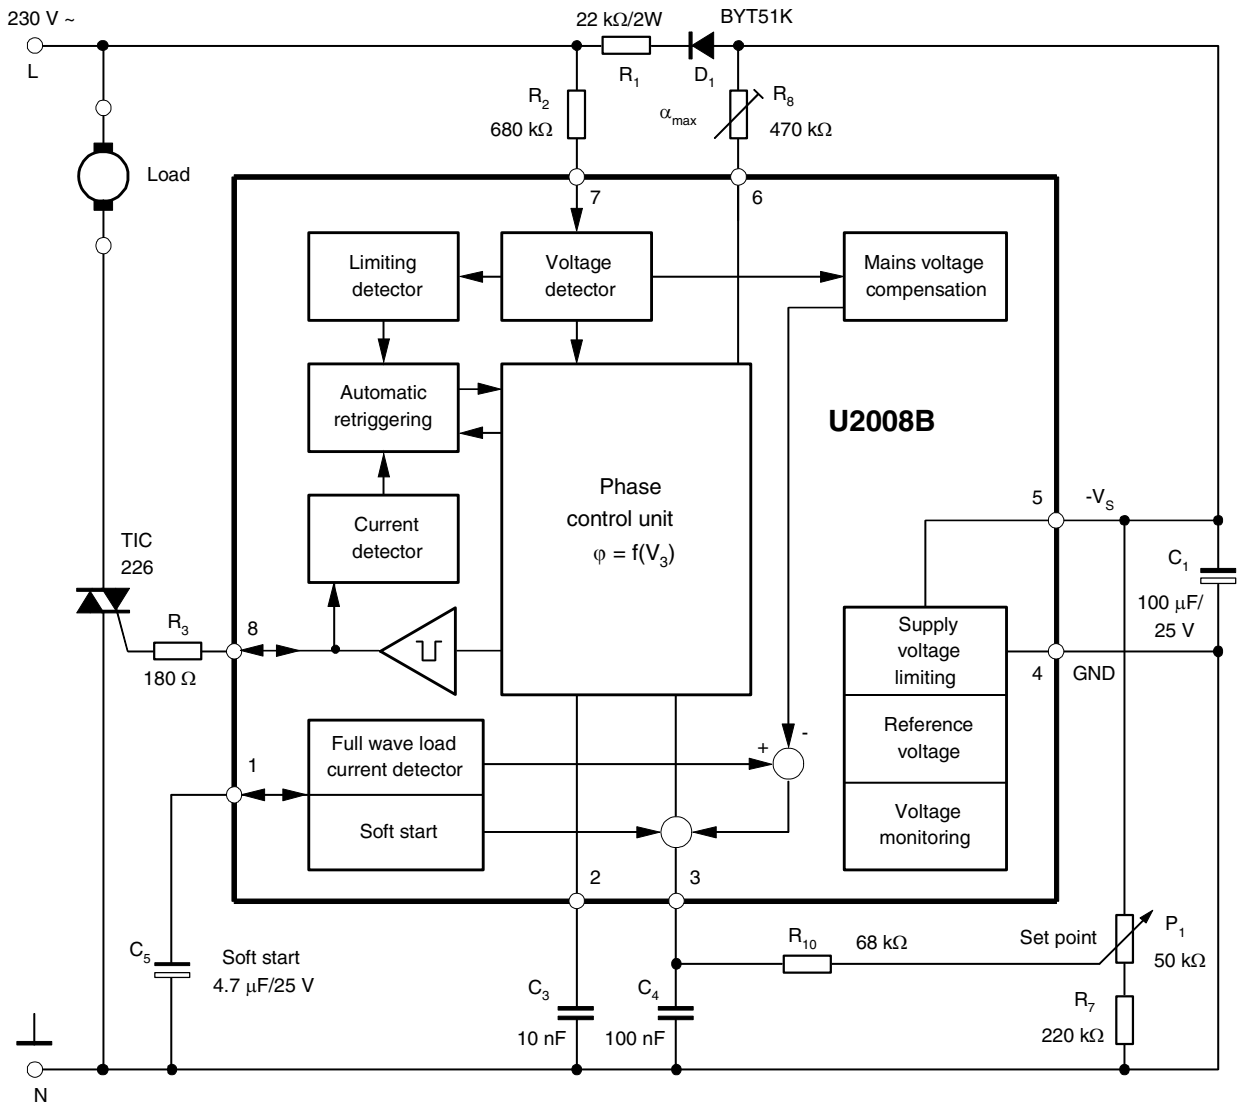 230 V ~
22 kΩ/2W
BYT51K
L
R1
D1
R2
680 kΩ
αmax
R8
470 kΩ
Load
7
6
Limiting
detector
Voltage
detector
Mains voltage
compensation
Automatic
retriggering
U2008B
Phase
control unit
φ = f(V3)
Current
detector
5
-VS
TIC
226
C1
100 μF/
25 V
R3
180 Ω
8
Supply
voltage
limiting
4
GND
Reference
voltage
Voltage
monitoring
Full wave load
current detector
+
-
1
Soft start
2
3
C5
Soft start
4.7 μF/25 V
R10
68 kΩ
Set point
P1
50 kΩ
C3
10 nF
C4
100 nF
R7
220 kΩ
N